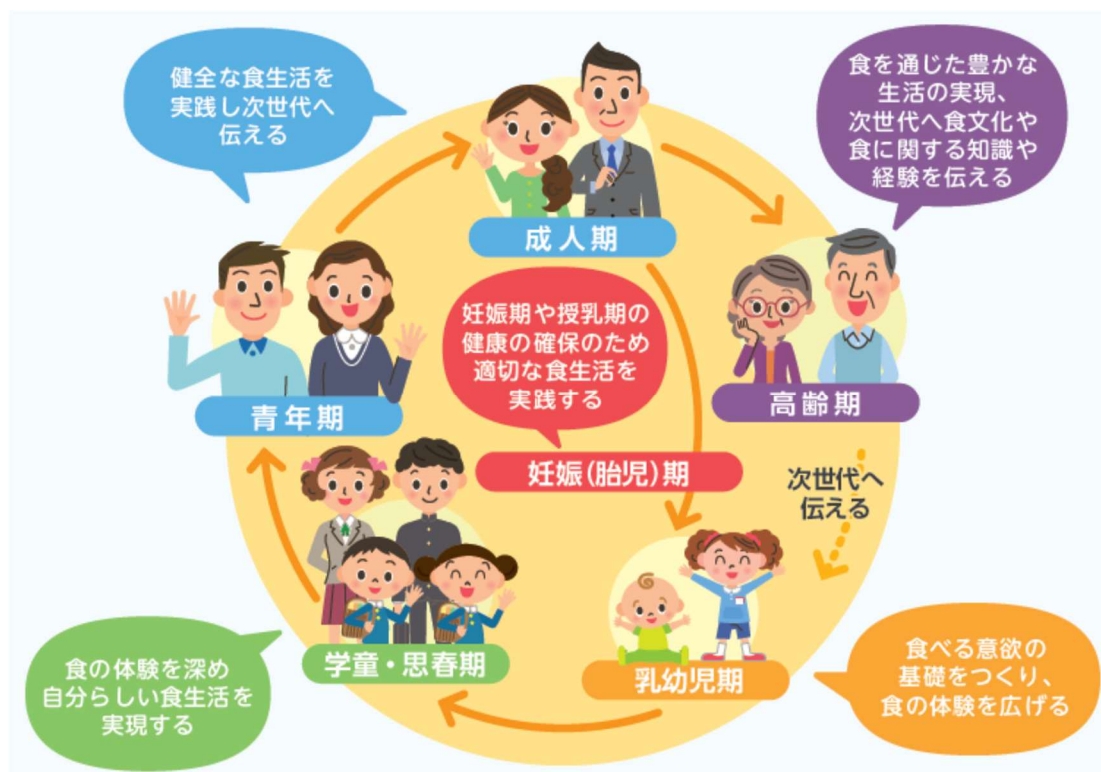 健全な食生活を
実践し次世代へ
伝える
食を通じた豊かな
生活の実現、
次世代へ食文化や
食に関する知識や
経験を伝える
成人期
妊娠期や授乳期の
健康の確保のため
適切な食生活を
実践する
青年期
高齢期
妊娠(胎児)期
次世代へ
伝える
学童・思春期
乳幼児期
食の体験を深め
自分らしい食生活を
実現する
食べる意欲の
基礎をつくり、
食の体験を広げる